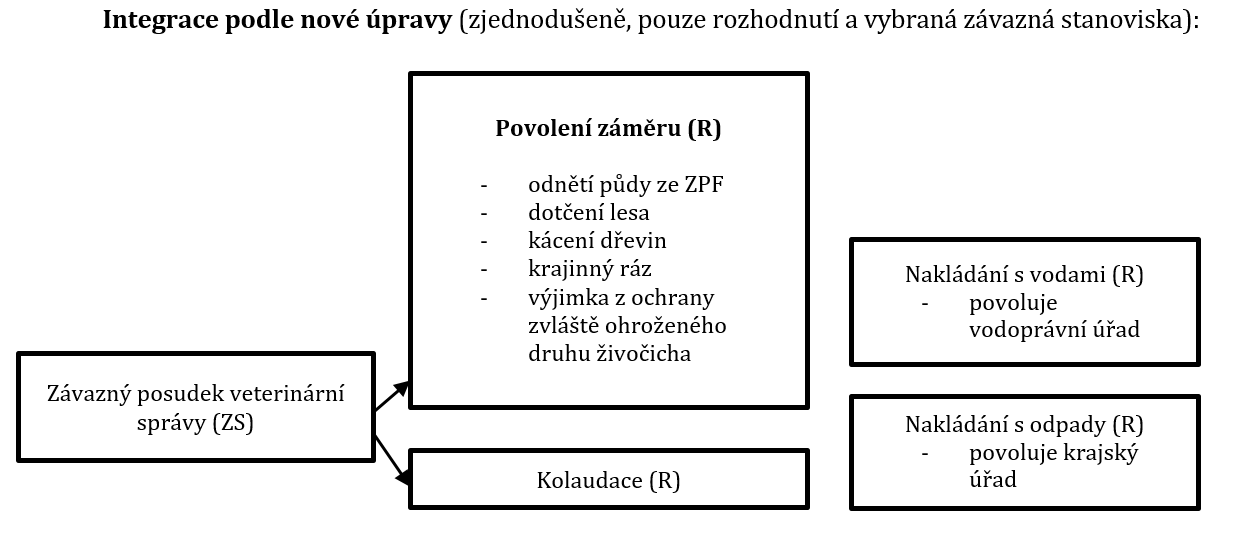 Integrace podle nové úpravy (zjednodušeně, pouze rozhodnutí a vybraná závazná stanoviska):
Povolení záměru (R)
- odnětí půdy ze ZPF
- dotčení lesa
- kácení dřevin
- krajinný ráz
- výjimka z ochrany
zvláště ohroženého
druhu živočicha
Závazný posudek veterinární
správy (ZS)
Kolaudace (R)
Nakládání s vodami (R)
- povoluje
vodoprávní úřad
Nakládání s odpady (R)
- povoluje krajský
úřad